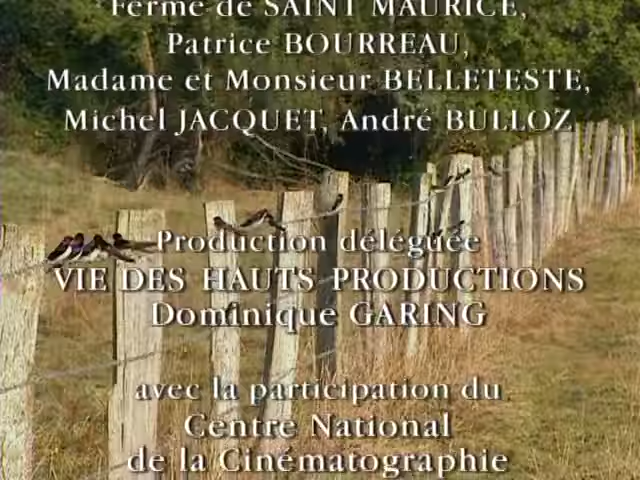 Ferme de SAINT MAURICE,
Patrice BOURREAU,
Madame et Monsieur BELLETESTE,
Michel JACQUET, André BULLOZ
Production déléguée
VIE DES HAUTS PRODUCTIONS
Dominique GARING
avec la participation du
Centre National
de la Cinématographie